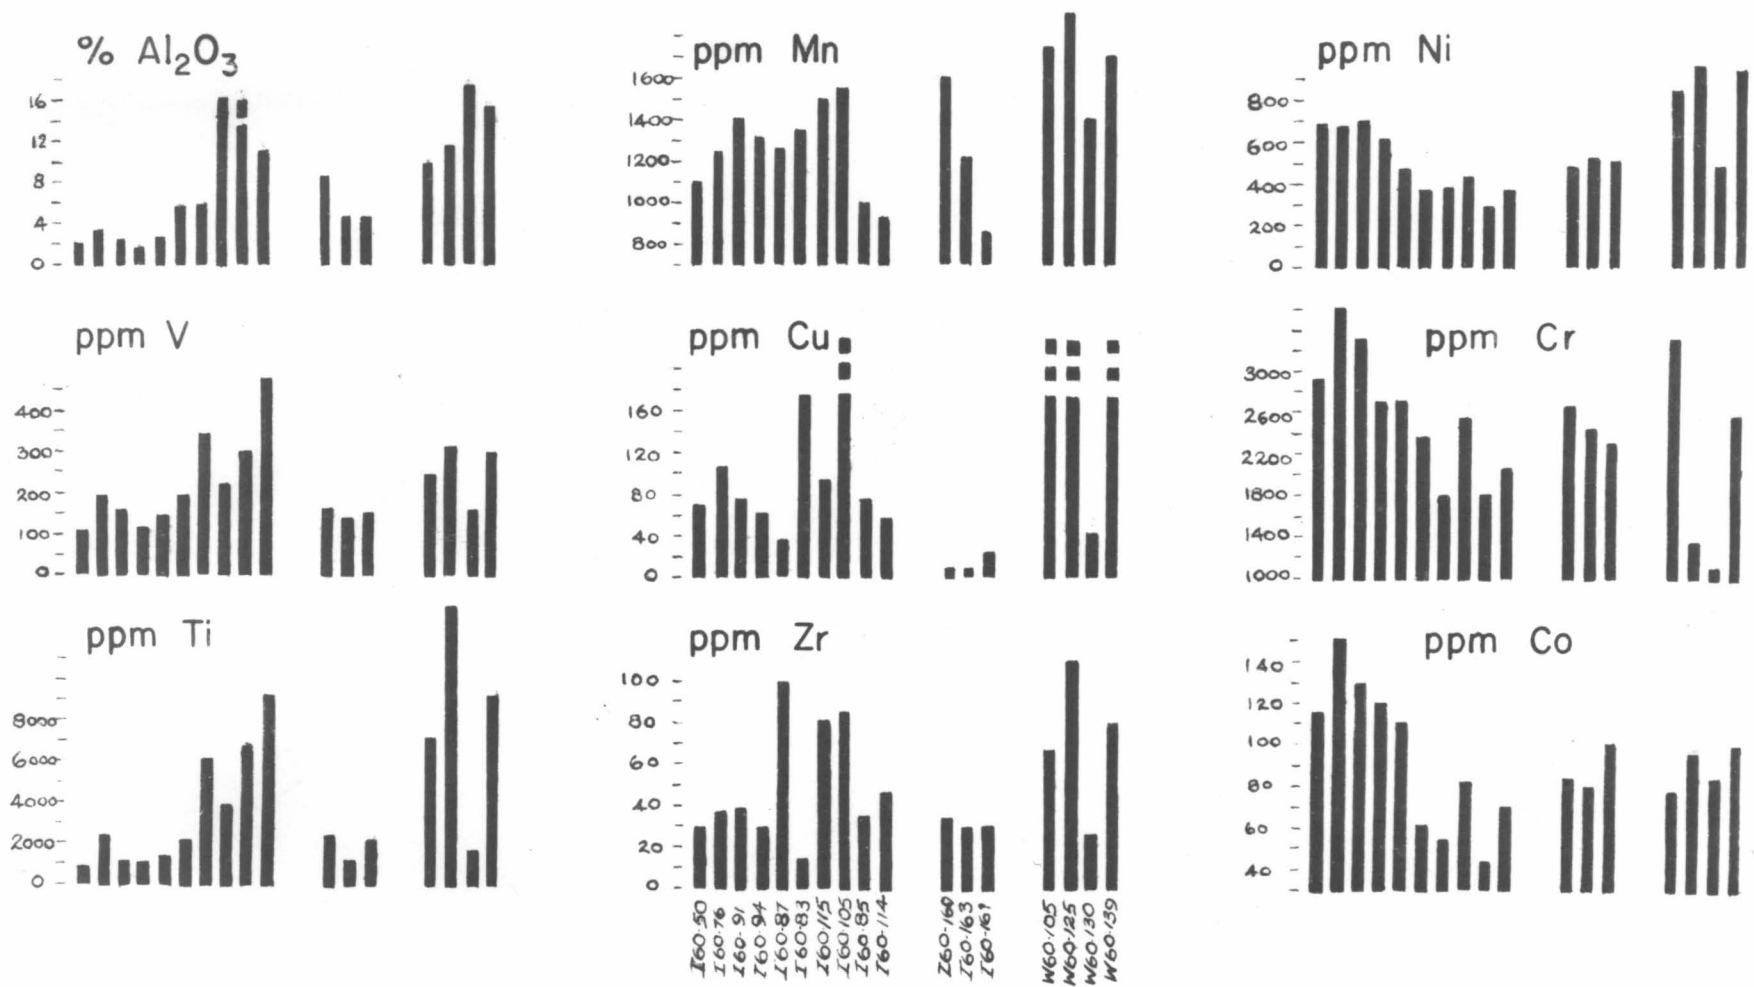 % Al2O3
16
12
8
4
0
ppm Mn
1600
1400
1200
1000
800
ppm Ni
800
600
400
200
0
ppm V
400
300
200
100
0
ppm Cu
160
120
80
40
0
ppm Cr
3000
2600
2200
1800
1400
1000
ppm Ti
8000
6000
4000
2000
0
ppm Zr
100
80
60
40
20
0
ppm Co
140
120
100
80
60
40
I60-50
I60-76
I60-91
I60-94
I60-87
I60-83
I60-115
I60-105
I60-85
I60-114
I60-160
I60-163
I60-169
W60-105
W60-125
W60-130
W60-139